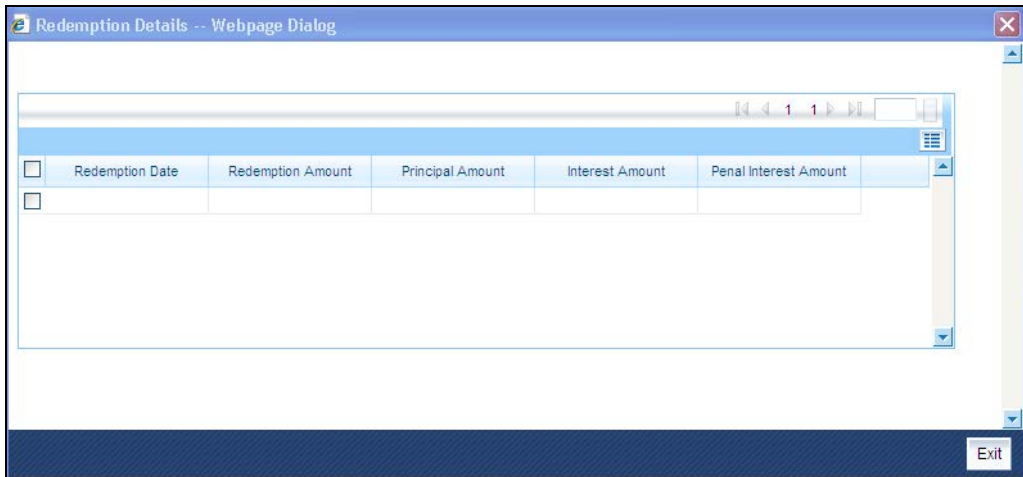 Redemption Details -- Webpage Dialog
1 1
Redemption Date Redemption Amount Principal Amount Interest Amount Penal Interest Amount
Exit